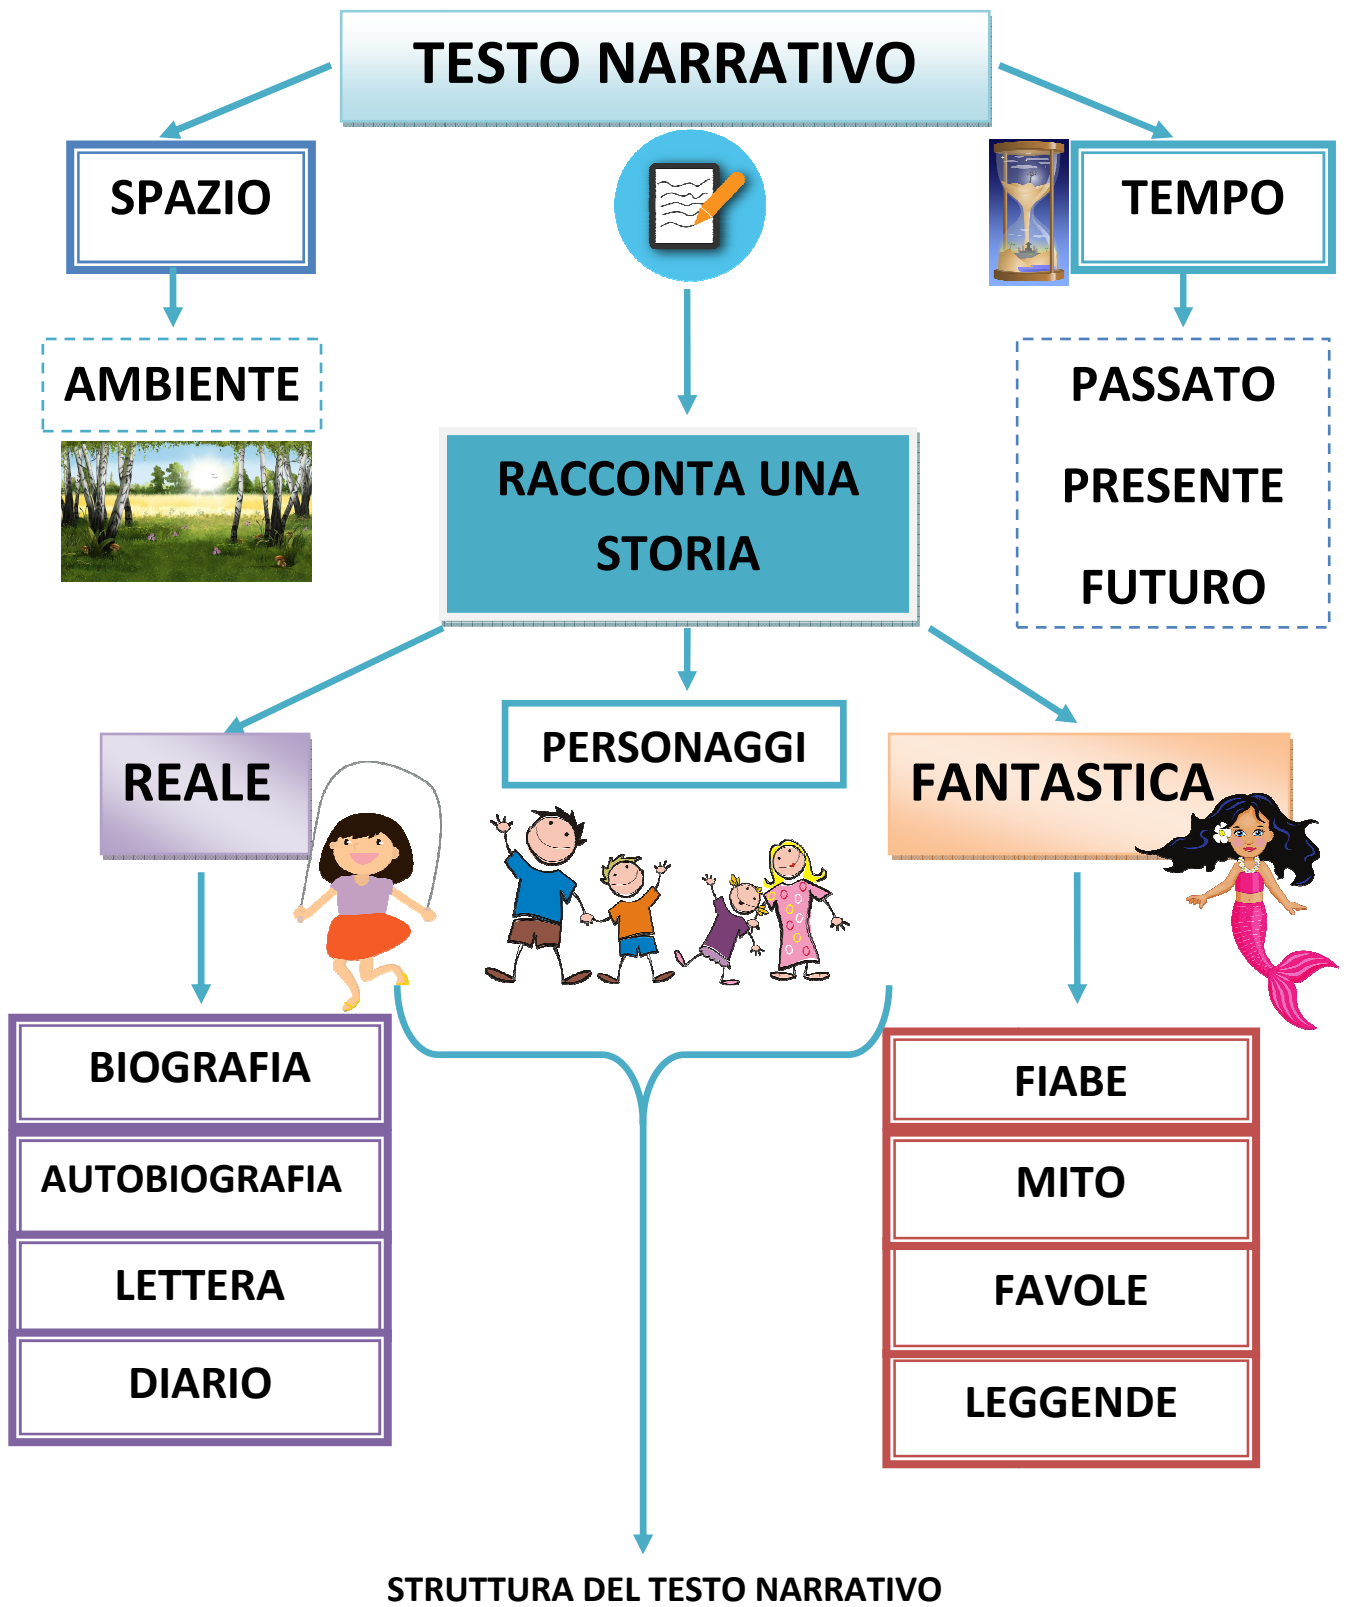 TESTO NARRATIVO
SPAZIO
TEMPO
AMBIENTE
PASSATO
PRESENTE
FUTURO
RACCONTA UNA
STORIA
REALE
PERSONAGGI
FANTASTICA
BIOGRAFIA
AUTOBIOGRAFIA
LETTERA
DIARIO
FIABE
MITO
FAVOLE
LEGGENDE
STRUTTURA DEL TESTO NARRATIVO